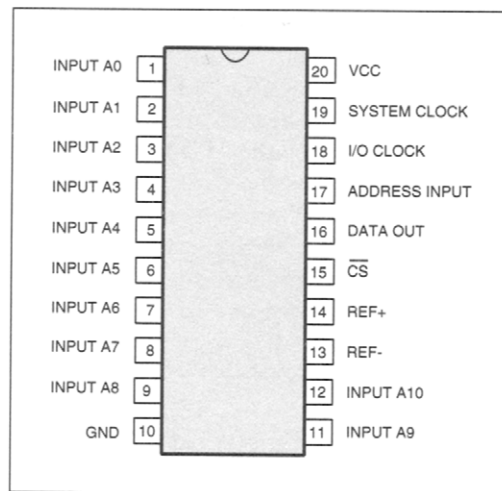 INPUT A0 1 20 VCC
INPUT A1 2 19 SYSTEM CLOCK
INPUT A2 3 18 I/O CLOCK
INPUT A3 4 17 ADDRESS INPUT
INPUT A4 5 16 DATA OUT
INPUT A5 6 15 C̅S̅
INPUT A6 7 14 REF+
INPUT A7 8 13 REF-
INPUT A8 9 12 INPUT A10
GND 10 11 INPUT A9